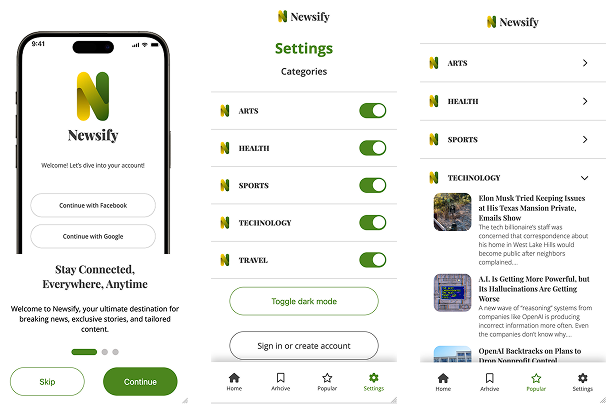 9:41
Newsify
Welcome! Let's dive into your account!
Continue with Facebook
Continue with Google
Stay Connected,
Everywhere, Anytime
Welcome to Newsify, your ultimate destination for
breaking news, exclusive stories, and tailored
content.
Skip
Continue
Newsify
Settings
Categories
ARTS
HEALTH
SPORTS
TECHNOLOGY
TRAVEL
Toggle dark mode
Sign in or create account
Home
Arhcive
Popular
Settings
Newsify
ARTS
HEALTH
SPORTS
TECHNOLOGY
Elon Musk Tried Keeping Issues
at His Texas Mansion Private,
Emails Show
The tech billionaire's staff was
concerned that correspondence about
his home in West Lake Hills would
become public after neighbors
complained....
A.I. Is Getting More Powerful, but
Its Hallucinations Are Getting
Worse
A new wave of "reasoning" systems from
companies like OpenAI is producing
incorrect information more often. Even
the companies don't know why....
OpenAI Backtracks on Plans to
Drop Nonprofit Control
Home
Arhcive
Popular
Settings